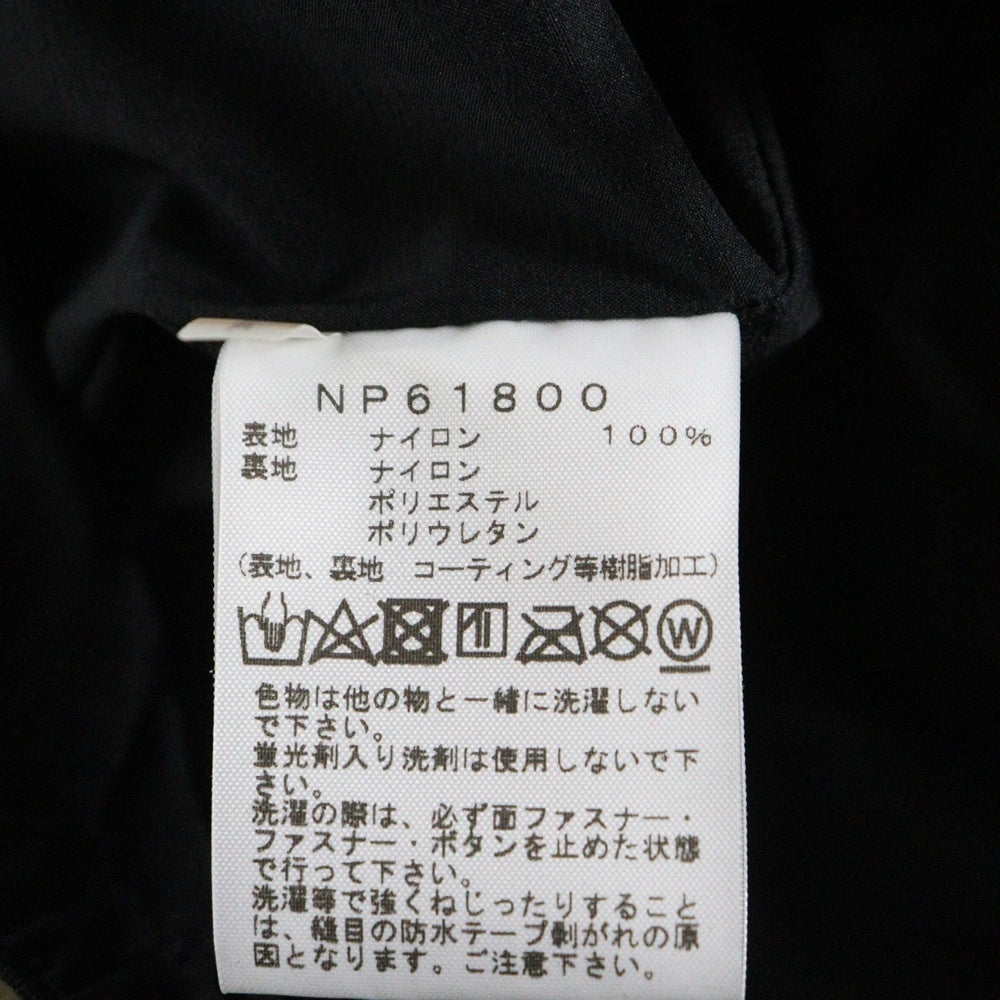 NP61800
表地 ナイロン 100%
裏地 ナイロン
ポリエステル
ポリウレタン
(表地、裏地 コーティング等樹脂加工)
W
色物は他の物と一緒に洗濯しない
で下さい。
蛍光剤入り洗剤は使用しないで下
さい。
洗濯の際は、必ず面ファスナー・
ファスナー・ボタンを止めた状態
で行って下さい。
洗濯等で強くねじったりすること
は、縫目の防水テープ剥がれの原
因となります。ご注意下さい。